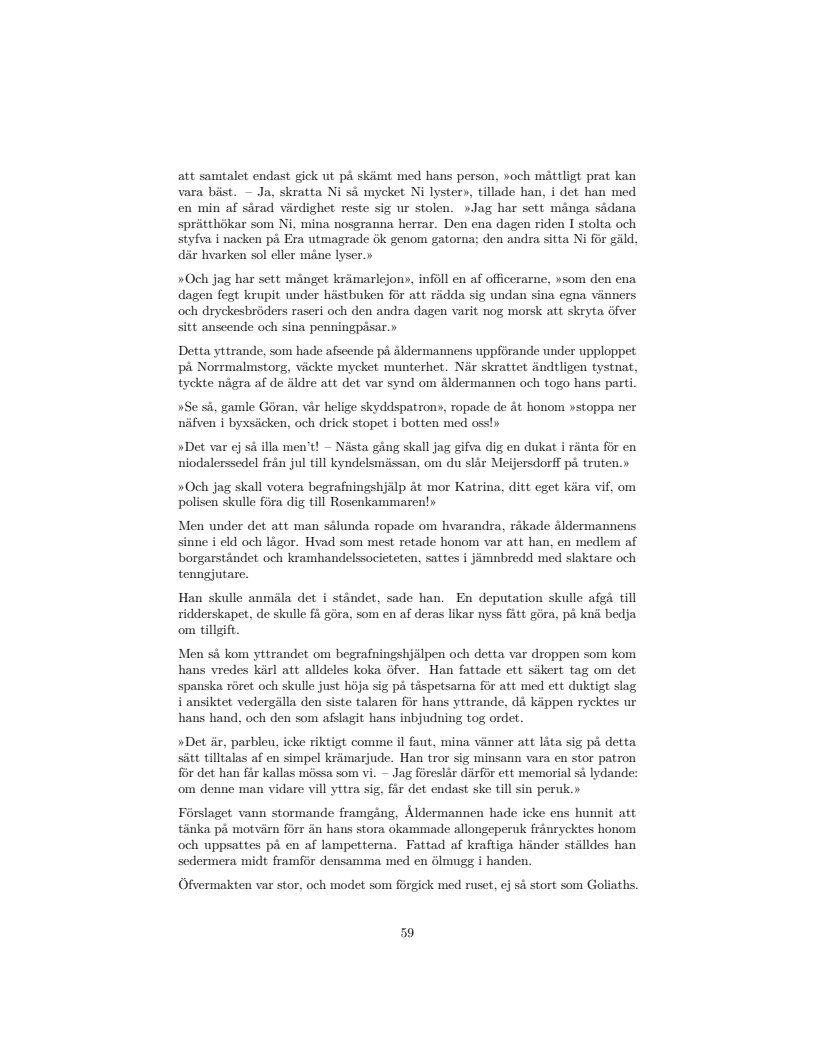 att samtalet endast gick ut på skämt med hans person, »och måttligt prat kan
vara bäst. – Ja, skratta Ni så mycket Ni lyster», tillade han, i det han med
en min af sårad värdighet reste sig ur stolen. »Jag har sett många sådana
sprätthökar som Ni, mina nosgranna herrar. Den ena dagen riden I stolta och
styfva i nacken på Era utmagrade ök genom gatorna; den andra sitta Ni för gäld,
där hvarken sol eller måne lyser.»
»Och jag har sett månget krämarlejon», inföll en af officerarne, »som den ena
dagen fegt krupit under hästbuken för att rädda sig undan sina egna vänners
och dryckesbröders raseri och den andra dagen varit nog morsk att skryta öfver
sitt anseende och sina penningpåsar.»
Detta yttrande, som hade afseende på åldermannens uppförande under upploppet
på Norrmalmstorg, väckte mycket munterhet. När skrattet ändtligen tystnat,
tyckte några af de äldre att det var synd om åldermannen och togo hans parti.
»Se så, gamle Göran, vår helige skyddspatron», ropade de åt honom »stoppa ner
näfven i byxsäcken, och drick stopet i botten med oss!»
»Det var ej så illa men't! – Nästa gång skall jag gifva dig en dukat i ränta för en
niodalerssedel från jul till kyndelsmässan, om du slår Meijersdorff på truten.»
»Och jag skall votera begrafningshjälp åt mor Katrina, ditt eget kära vif, om
polisen skulle föra dig till Rosenkammaren!»
Men under det att man sålunda ropade om hvarandra, råkade åldermannens
sinne i eld och lågor. Hvad som mest retade honom var att han, en medlem af
borgarståndet och kramhandelssocieteten, sattes i jämnbredd med slaktare och
tenngjutare.
Han skulle anmäla det i ståndet, sade han. En deputation skulle afgå till
ridderskapet, de skulle få göra, som en af deras likar nyss fått göra, på knä bedja
om tillgift.
Men så kom yttrandet om begrafningshjälpen och detta var droppen som kom
hans vredes kärl att alldeles koka öfver. Han fattade ett säkert tag om det
spanska röret och skulle just höja sig på tåspetsarna för att med ett duktigt slag
i ansiktet vedergälla den siste talaren för hans yttrande, då käppen rycktes ur
hans hand, och den som afslagit hans inbjudning tog ordet.
»Det är, parbleu, icke riktigt comme il faut, mina vänner att låta sig på detta
sätt tilltalas af en simpel krämarjude. Han tror sig minsann vara en stor patron
för det han får kallas mössa som vi. – Jag föreslår därför ett memorial så lydande:
om denne man vidare vill yttra sig, får det endast ske till sin peruk.»
Förslaget vann stormande framgång, Åldermannen hade icke ens hunnit att
tänka på motvärn förr än hans stora okammade allongeperuk frånrycktes honom
och uppsattes på en af lampetterna. Fattad af kraftiga händer ställdes han
sedermera midt framför densamma med en ölmugg i handen.
Öfvermakten var stor, och modet som förgick med ruset, ej så stort som Goliaths.
59